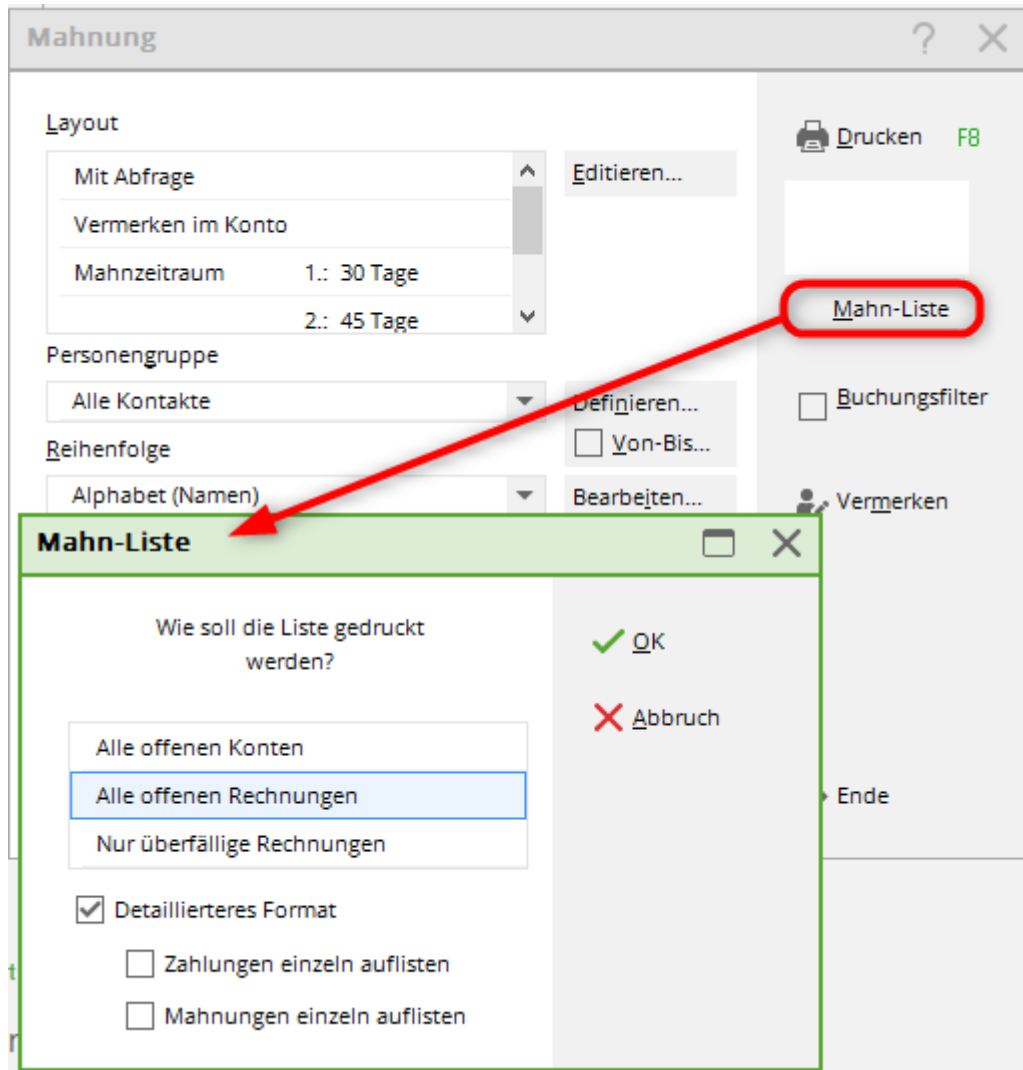 Mahnung
Layout
Drucken F8
Mit Abfrage
Editieren...
Vermerken im Konto
Mahnzeitraum 1.: 30 Tage
2.: 45 Tage
Mahn-Liste
Personengruppe
Alle Kontakte
Definieren...
Buchungsfilter
Reihenfolge
Von-Bis...
Alphabet (Namen)
Bearbeiten...
Vermerken
Mahn-Liste
Wie soll die Liste gedruckt
werden?
OK
Abbruch
Alle offenen Konten
Alle offenen Rechnungen
Ende
Nur überfällige Rechnungen
Detaillierteres Format
Zahlungen einzeln auflisten
Mahnungen einzeln auflisten